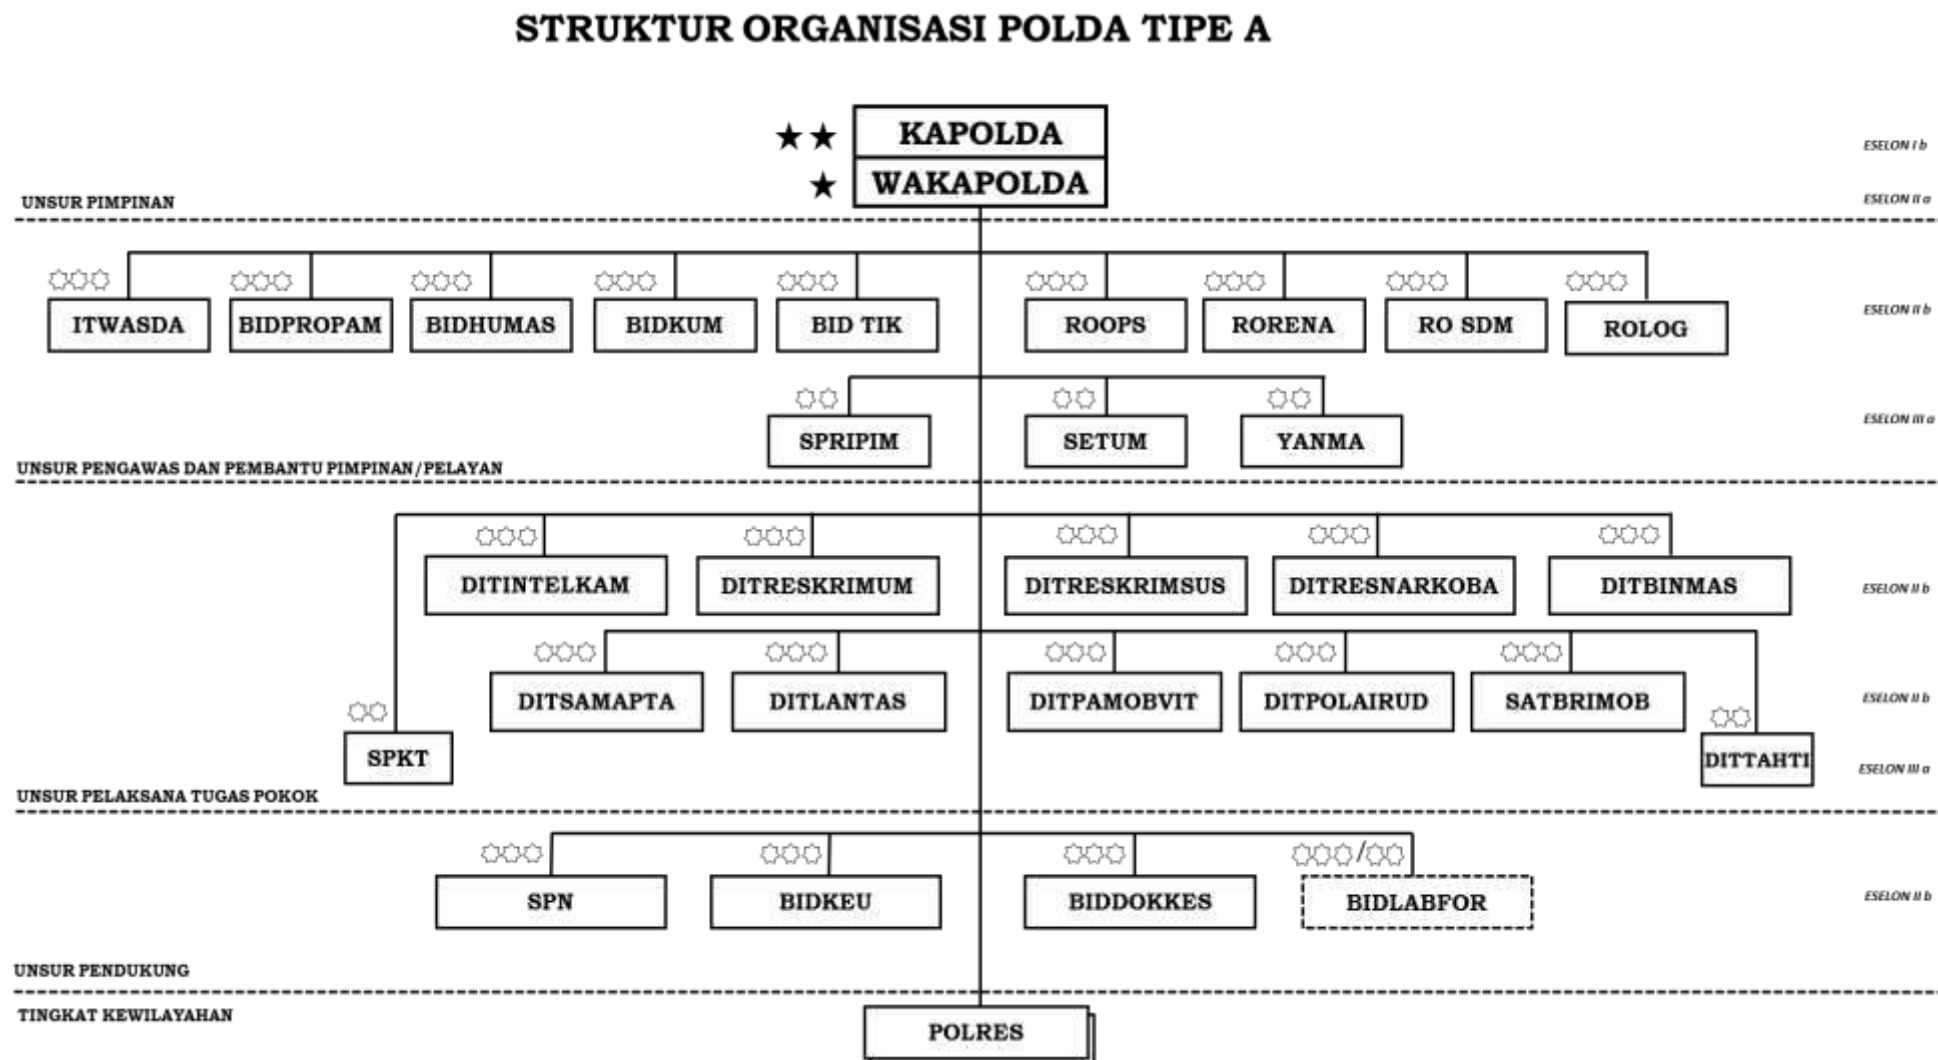 STRUKTUR ORGANISASI POLDA TIPE A
KAPOLDA
ESELON I b
WAKAPOLDA
UNSUR PIMPINAN
ESELON II a
ITWASDA
BIDPROPAM
BIDHUMAS
BIDKUM
BID TIK
ROOPS
RORENA
RO SDM
ROLOG
ESELON II b
SPRIPIM
SETUM
YANMA
ESELON III a
UNSUR PENGAWAS DAN PEMBANTU PIMPINAN/PELAYAN
DITINTELKAM
DITRESKRIMUM
DITRESKRIMSUS
DITRESNARKOBA
DITBINMAS
ESELON II b
DITSAMAPTA
DITLANTAS
DITPAMOBVIT
DITPOLAIRUD
SATBRIMOB
ESELON II b
SPKT
DITTAHTI
ESELON III a
UNSUR PELAKSANA TUGAS POKOK
/
SPN
BIDKEU
BIDDOKKES
BIDLABFOR
ESELON II b
UNSUR PENDUKUNG
TINGKAT KEWILAYAHAN
POLRES